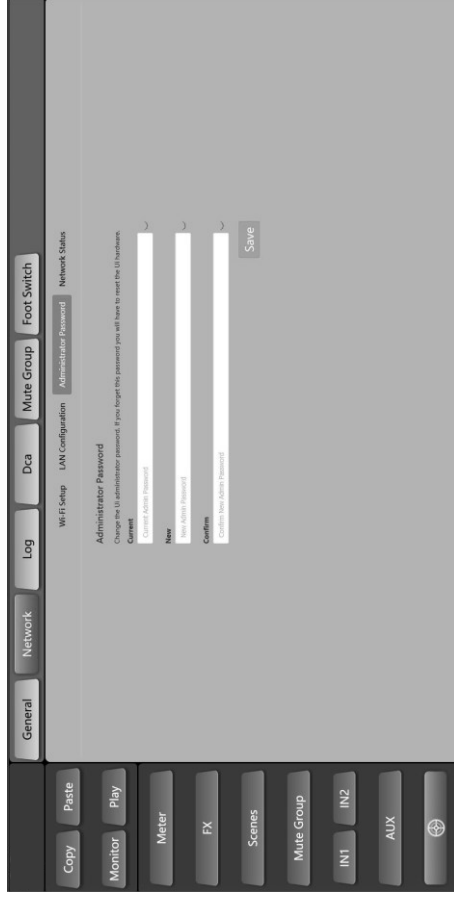 General Network Log Dca Mute Group Foot Switch
Copy Paste
Monitor Play
Meter
FX
Scenes
Mute Group
IN1 IN2
AUX
Wi-Fi Setup LAN Configuration Administrator Password Network Status
Administrator Password
Change the Ui administrator password. If you forget this password you will have to reset the Ui hardware.
Current
Current Admin Password
New
New Admin Password
Confirm
Confirm New Admin Password
Save